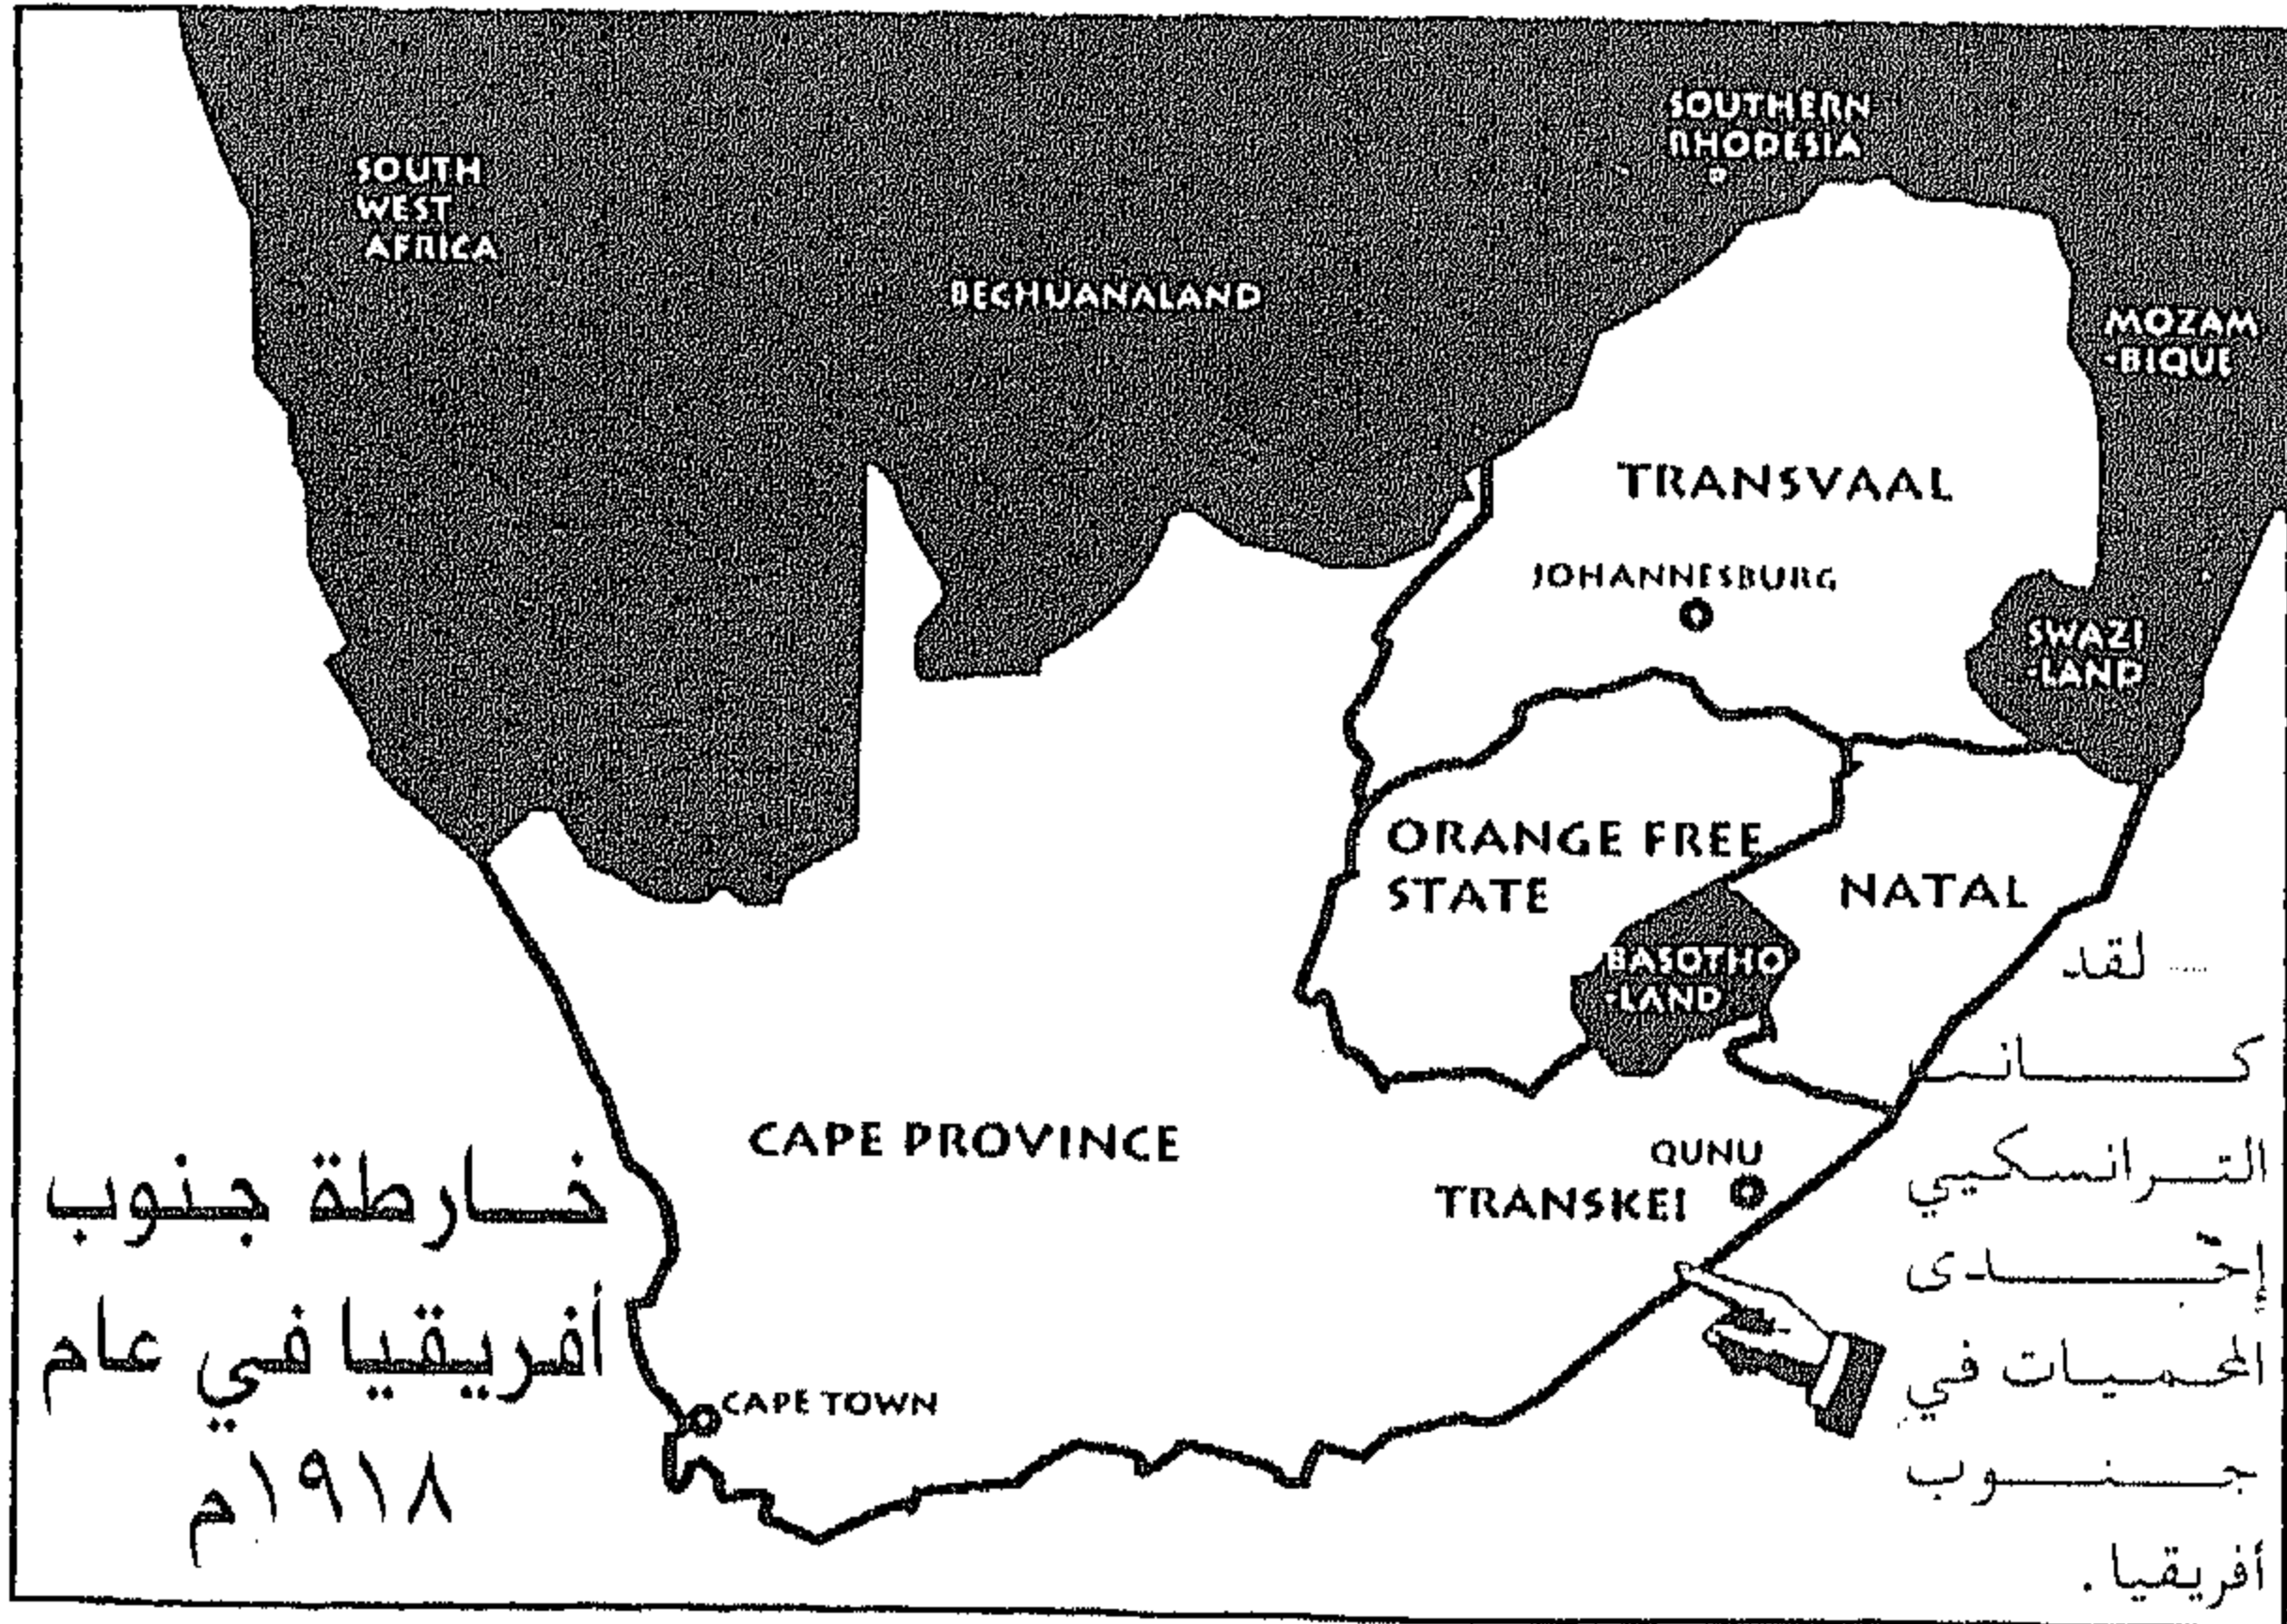 SOUTHERN
RHODESIA
SOUTH
WEST
AFRICA
BECHUANALAND
MOZAM
-BIQUE
TRANSVAAL
JOHANNESBURG
SWAZI
-LAND
ORANGE FREE
STATE
NATAL
BASOTHO
-LAND
CAPE PROVINCE
QUNU
TRANSKEI
CAPE TOWN
خارطة جنوب
أفريقيا في عام
١٩١٨م
— لقد
كانت
الترانسكيي
إحدى
المحميات في
جنوب
أفريقيا .